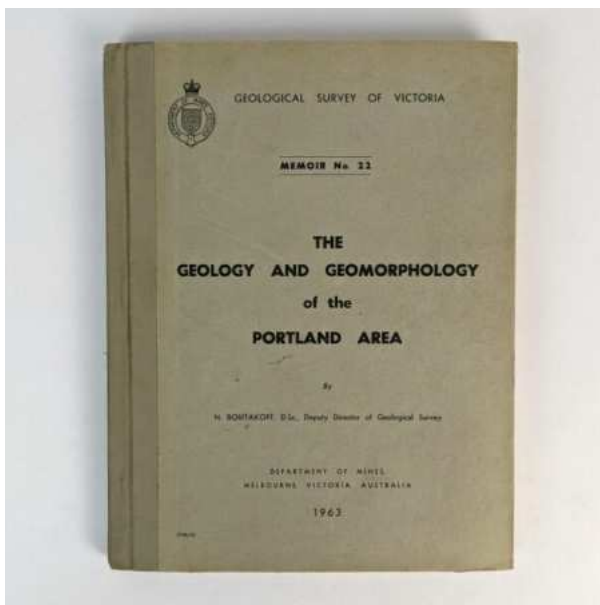 GEOLOGICAL SURVEY OF VICTORIA
MEMOIR No. 22
THE
GEOLOGY AND GEOMORPHOLOGY
of the
PORTLAND AREA
By
N. BOUTAKOFF, D.Sc., Deputy Director of Geological Survey
DEPARTMENT OF MINES,
MELBOURNE VICTORIA AUSTRALIA
1963